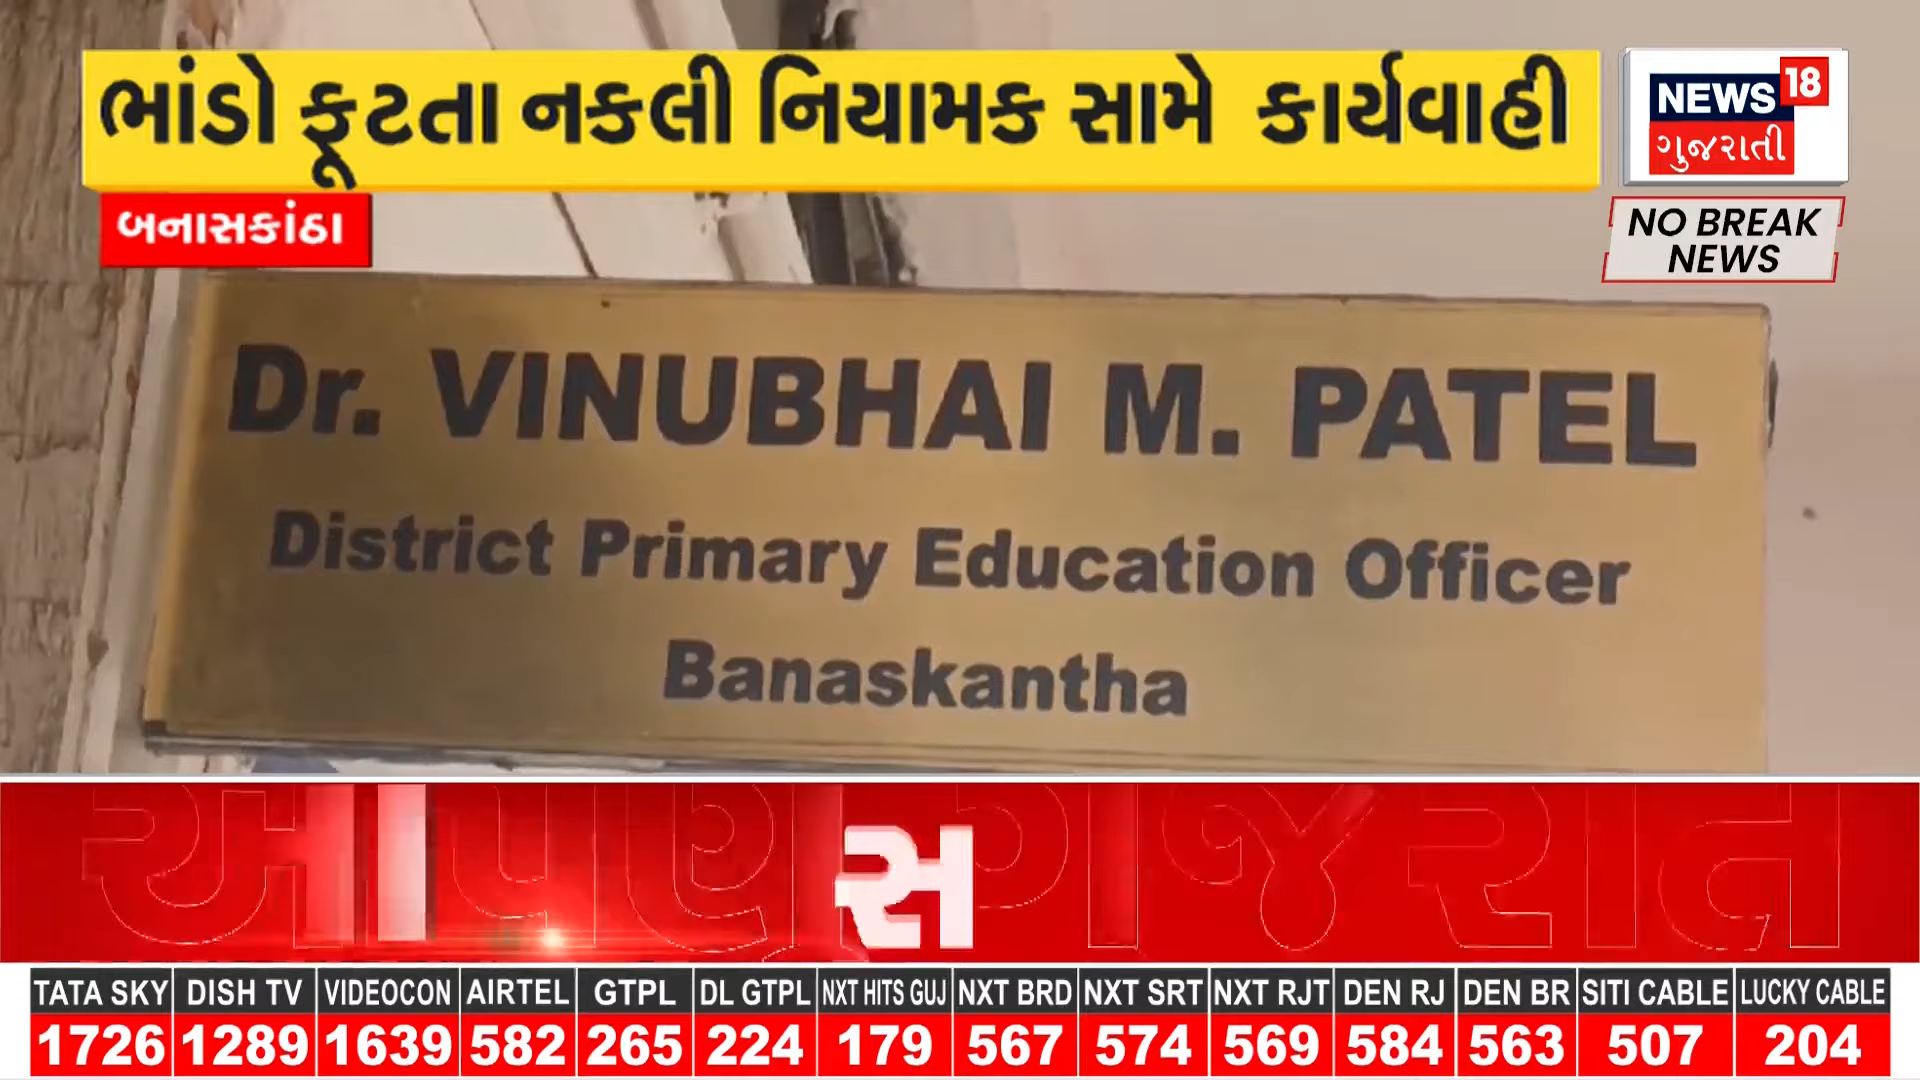 ભાંડો ફૂટતા નકલી નિયામક સામે કાર્યવાહી
NEWS 18
ગુજરાતી
બનાસકાંઠા
NO BREAK
NEWS
Dr. VINUBHAI M. PATEL
District Primary Education Officer
Banaskantha
સ
TATA SKY DISH TV VIDEOCON AIRTEL GTPL DL GTPL NXT HITS GUJ NXT BRD NXT SRT NXT RJT DEN RJ DEN BR SITI CABLE LUCKY CABLE
1726 1289 1639 582 265 224 179 567 574 569 584 563 507 204